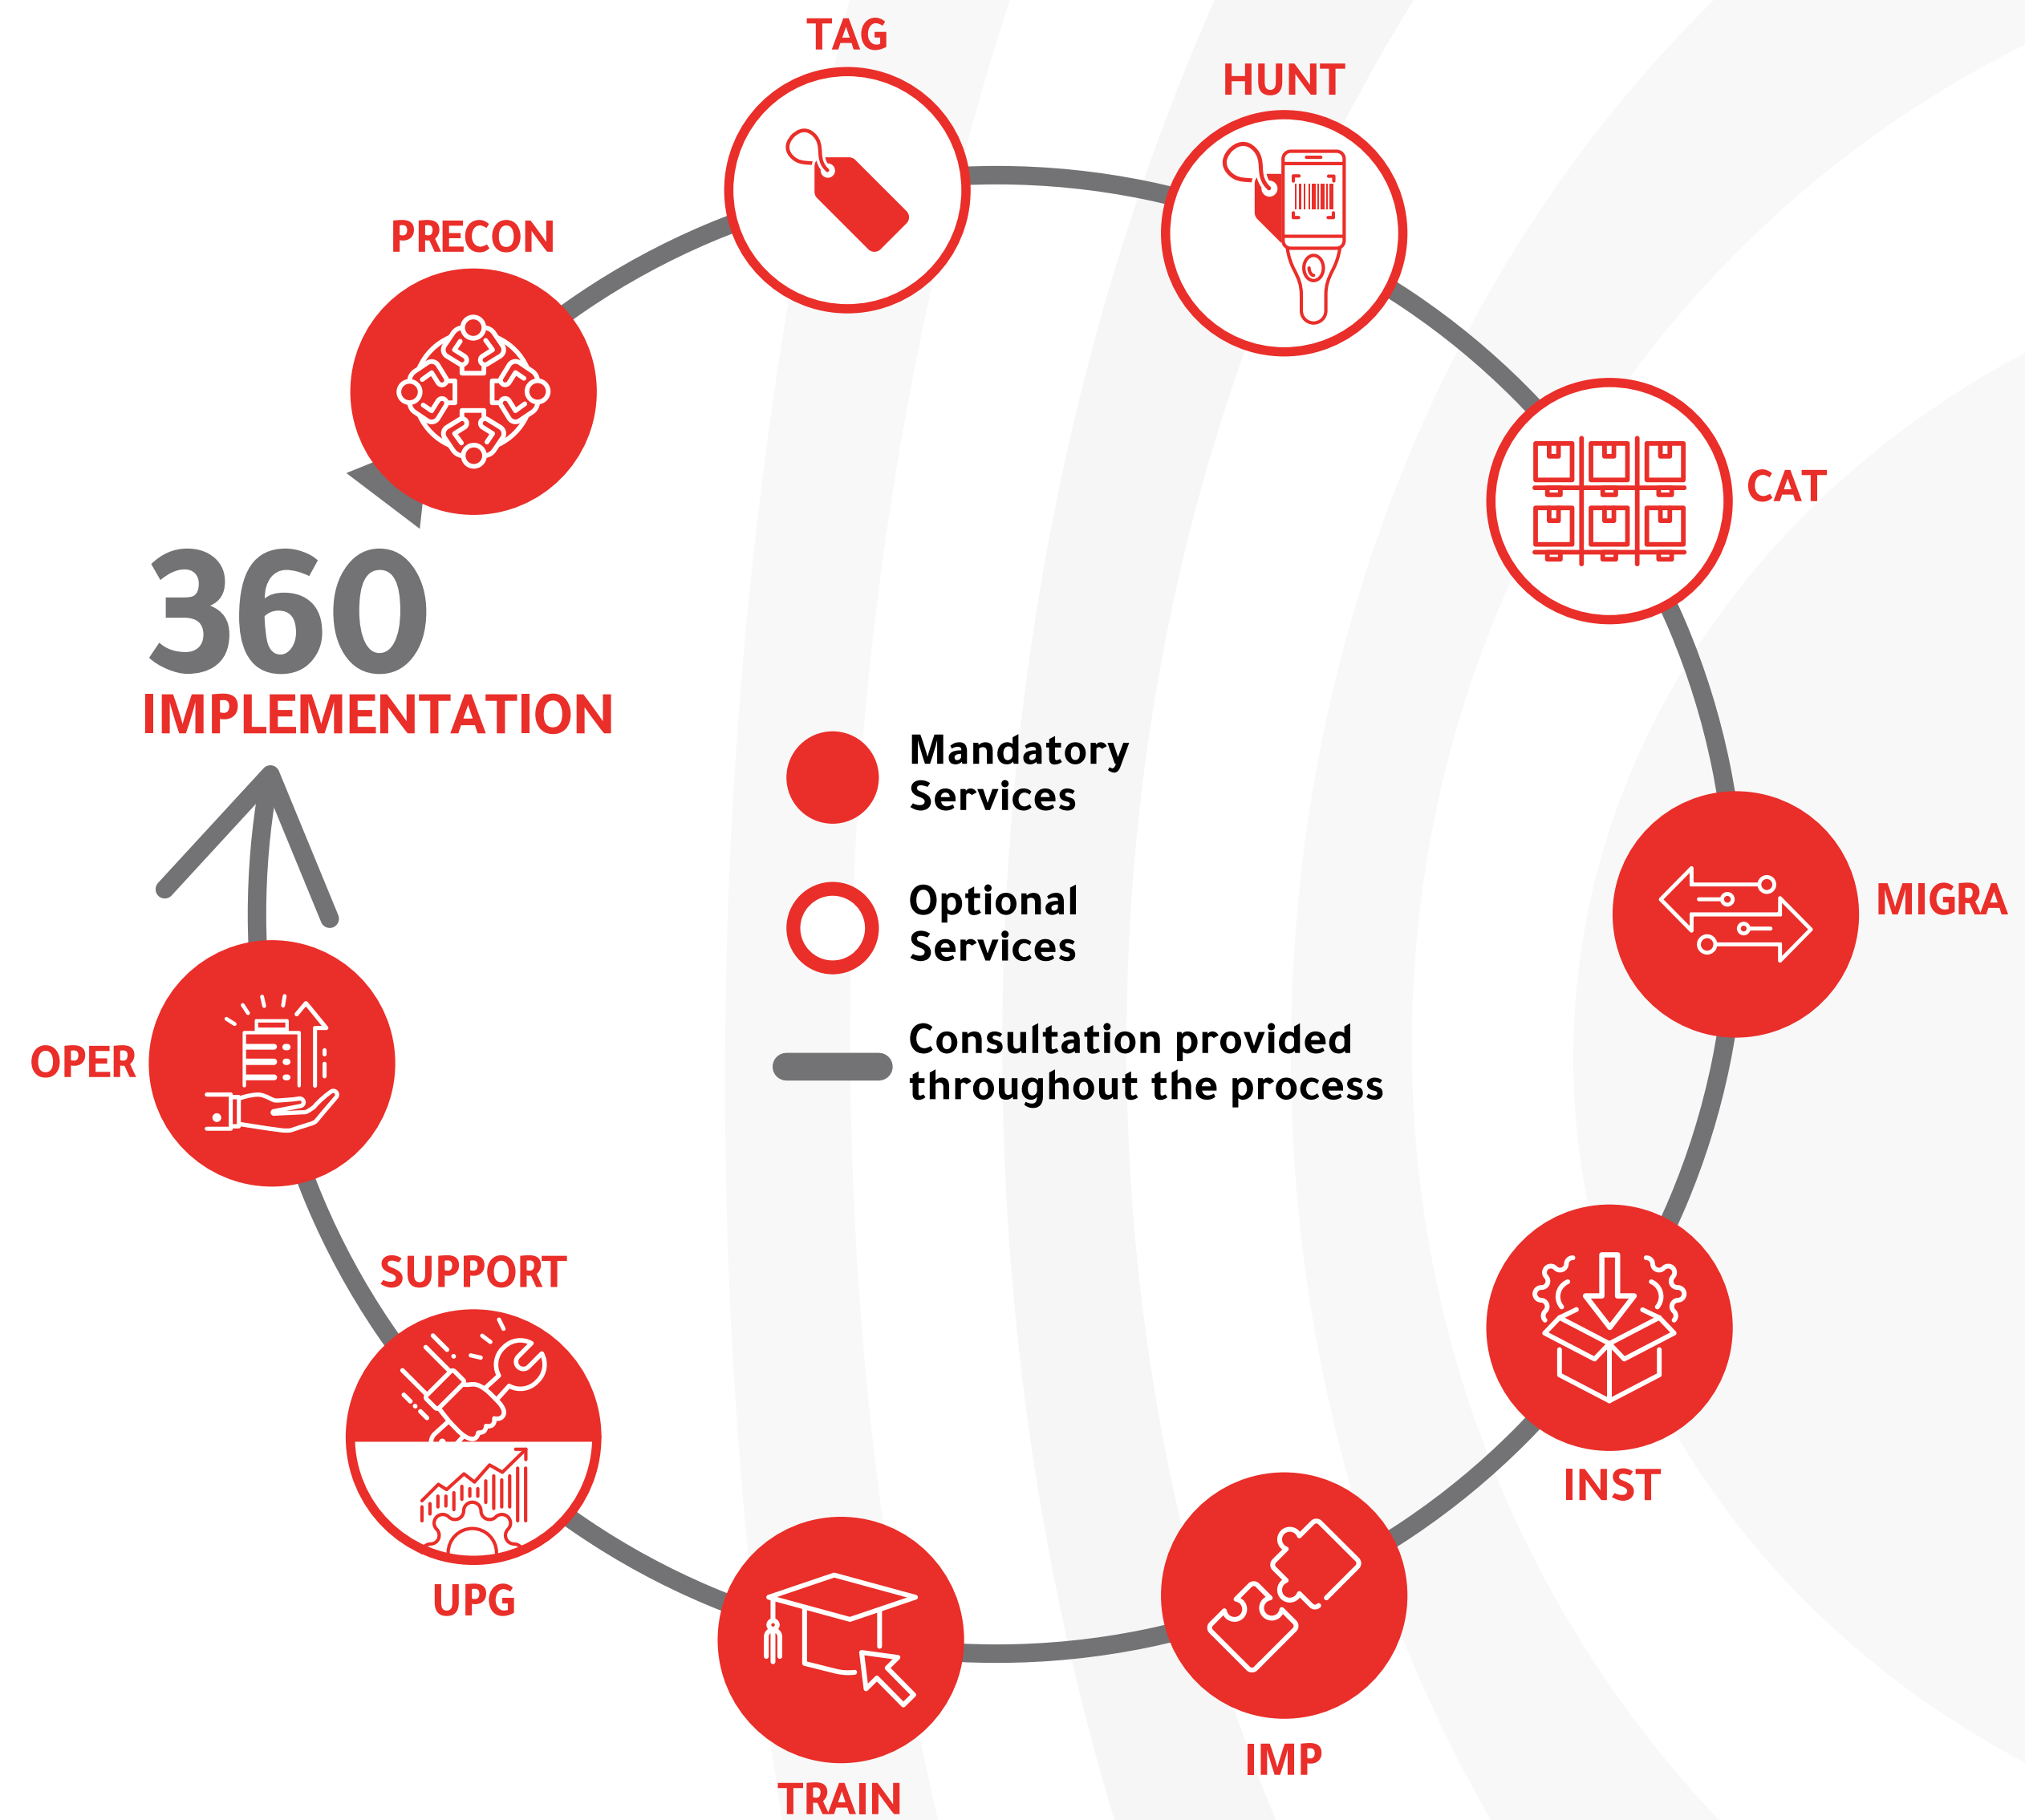 TAG
HUNT
PRECON
CAT
360
IMPLEMENTATION
Mandatory
Services
MIGRA
Optional
Services
Consultation provided
throughout the process
OPER
SUPPORT
INST
UPG
IMP
TRAIN